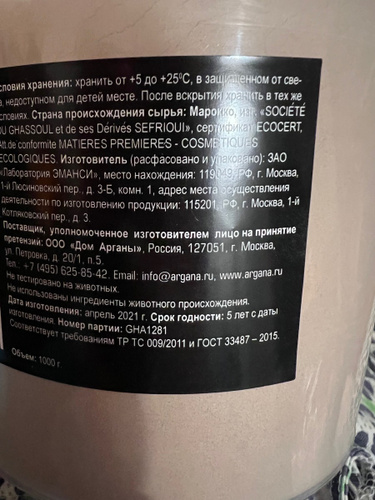 словия хранения: хранить от +5 до +25⁰С, в защищенном от све-
а, недоступном для детей месте. После вскрытия хранить в тех же
словиях. Страна происхождения сырья: Марокко, «SOCIÉTÉ
DU GHASSOUL et de ses Dérivés SEFRIOUI», сертификат ECOCERT,
Att.de conformite MATIERES PREMIERES - COSMETIQUES
ECOLOGIQUES. Изготовитель (расфасовано и упаковано): ЗАО
«Лаборатория ЭМАНСИ», место нахождения: 119049, РФ, г. Москва,
1-й Люсиновский пер., д. 3-Б, комн. 1, адрес места осуществления
деятельности по изготовлению продукции: 115201, РФ, г. Москва, 1-й
Котляковский пер., д. 3.
Поставщик, уполномоченное изготовителем лицо на принятие
претензий: ООО «Дом Арганы», Россия, 127051, г. Москва,
ул. Петровка, д. 20/1, п.5.
Тел.: +7 (495) 625-85-42. Email: info@argana.ru, www.argana.ru
Не тестировано на животных.
Не использованы ингредиенты животного происхождения.
Дата изготовления: апрель 2021 г. Срок годности: 5 лет с даты
изготовления. Номер партии: GHA1281
Соответствует требованиям ТР ТС 009/2011 и ГОСТ 33487 – 2015.
Объем: 1000 г